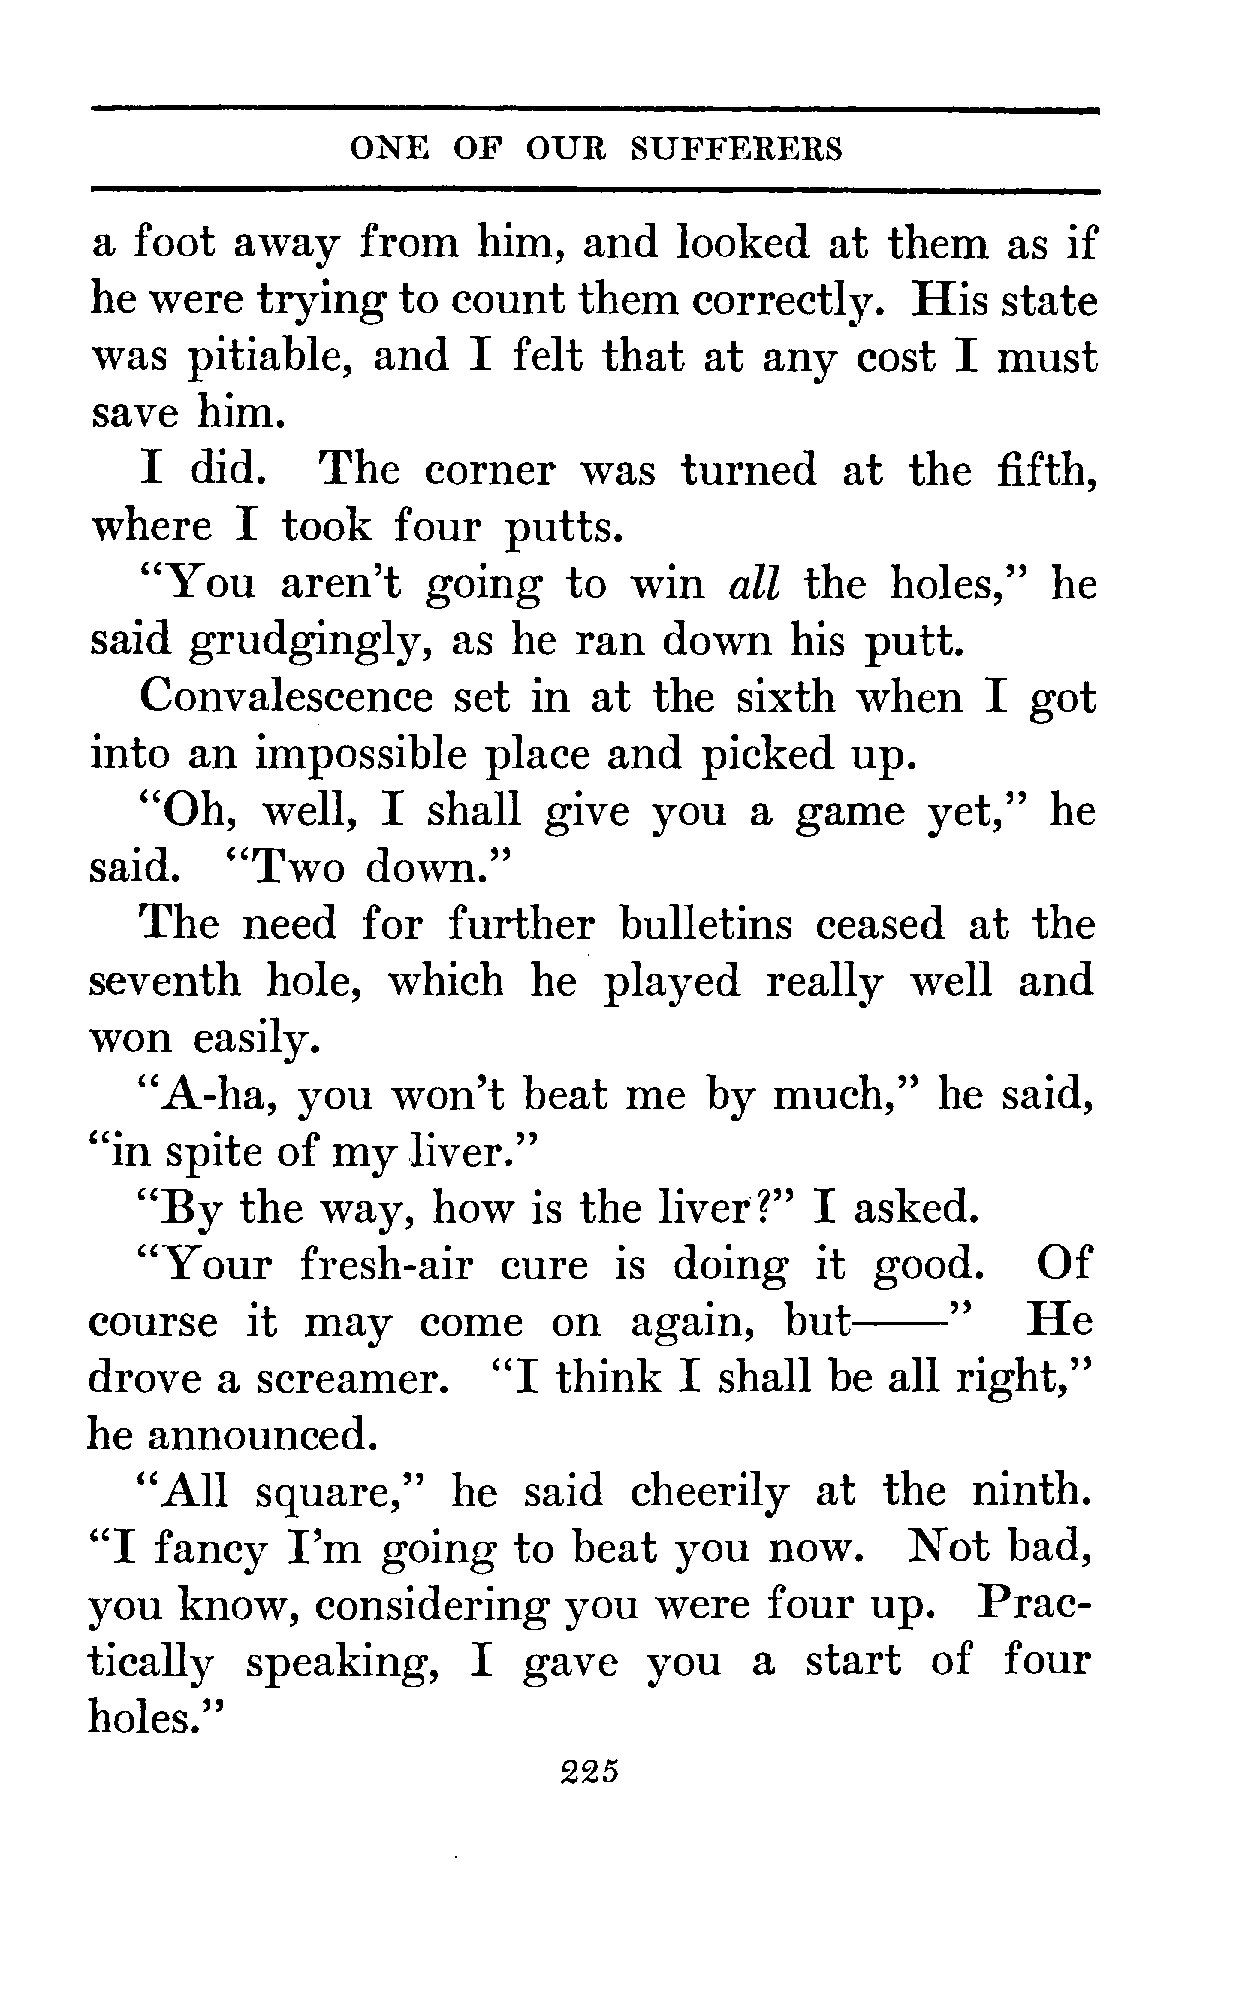 ONE OF OUR SUFFERERS
a foot away from him, and looked at them as if
he were trying to count them correctly. His state
was pitiable, and I felt that at any cost I must
save him.
I did. The corner was turned at the fifth,
where I took four putts.
“You aren’t going to win all the holes,” he
said grudgingly, as he ran down his putt.
Convalescence set in at the sixth when I got
into an impossible place and picked up.
“Oh, well, I shall give you a game yet,” he
said. “Two down.”
The need for further bulletins ceased at the
seventh hole, which he played really well and
won easily.
“A-ha, you won’t beat me by much,” he said,
“in spite of my liver.”
“By the way, how is the liver?” I asked.
“Your fresh-air cure is doing it good. Of
course it may come on again, but——” He
drove a screamer. “I think I shall be all right,”
he announced.
“All square,” he said cheerily at the ninth.
“I fancy I’m going to beat you now. Not bad,
you know, considering you were four up. Prac-
tically speaking, I gave you a start of four
holes.”
225